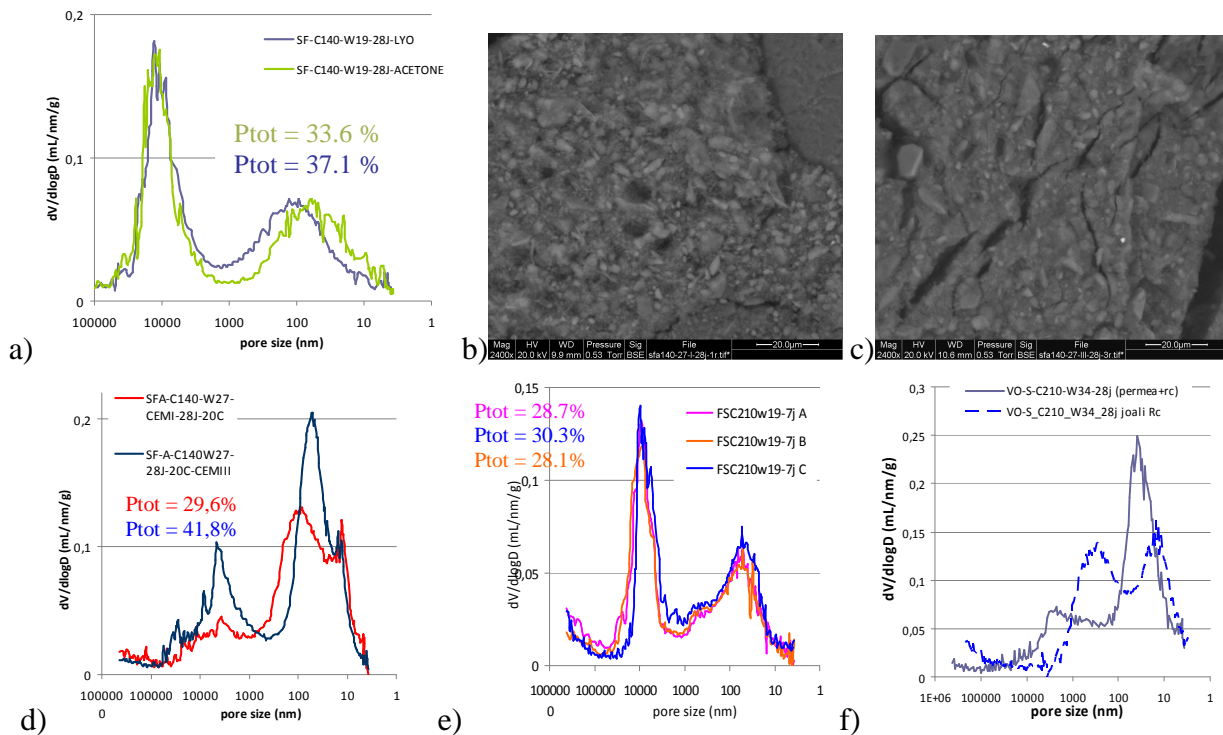 a)
0,2
0,1
0
dV/dlogD (mL/nm/g)
SF-C140-W19-28J-LYO
SF-C140-W19-28J-ACETONE
Ptot = 33.6 %
Ptot = 37.1 %
100000 10000 1000 100 10 1
pore size (nm)
b)
Mag HV WD Pressure Sig File
2400x 20.0 kV 9.9 mm 0.53 Torr BSE sfa140-27-I-28j-1r.tif*
20.0µm
c)
Mag HV WD Pressure Sig File
2400x 20.0 kV 10.6 mm 0.53 Torr BSE sfa140-27-III-28j-3r.tif*
20.0µm
d)
0,2
0,1
0
dV/dlogD (mL/nm/g)
SFA-C140-W27-
CEMI-28J-20C
SF-A-C140W27-
28J-20C-CEMIII
Ptot = 29,6%
Ptot = 41,8%
100000 10000 1000 100 10 1
0
pore size (nm)
e)
0,15
0,1
0,05
0
dV/dlogD (mL/nm/g)
Ptot = 28.7%
Ptot = 30.3%
Ptot = 28.1%
FSC210w19-7j A
FSC210w19-7j B
FSC210w19-7j C
100000 10000 1000 100 10 1
0
pore size (nm)
f)
0,3
0,25
0,2
0,15
0,1
0,05
0
dV/dlogD (mL/nm/g)
VO-S-C210-W34-28j (permea+rc)
VO-S_C210_W34_28j joali Rc
1E+06 100000 10000 1000 100 10 1
pore size (nm)